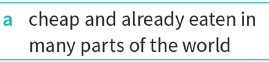 a cheap and already eaten in
many parts of the world